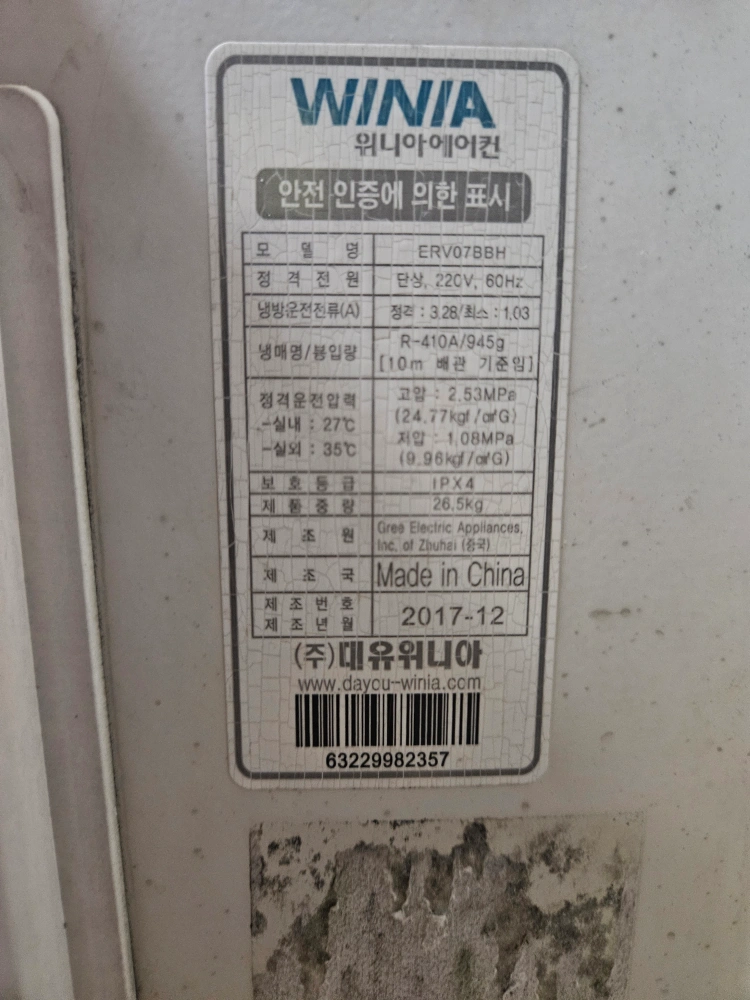 WINIA
위니아에어컨
안전 인증에 의한 표시
모 델 명 ERV07BBH
정 격 전 원 단상, 220V, 60Hz
냉방운전전류(A) 정격 : 3.28/최소 : 1.03
냉매명/봉입량 R-410A/945g
[10m 배관 기준임]
정격운전압력 고압 : 2.53MPa
-실내 : 27℃ (24.77kgf/㎠G)
-실외 : 35℃ 저압 : 1.08MPa
(9.96kgf/㎠G)
보 호 등 급 IPX4
제 품 중 량 26.5kg
제 조 원 Gree Electric Appliances,
Inc. of Zhuhai (중국)
제 조 국 Made in China
제 조 번 호
제 조 년 월 2017-12
(주)대유위니아
www.dayou-winia.com
63229982357